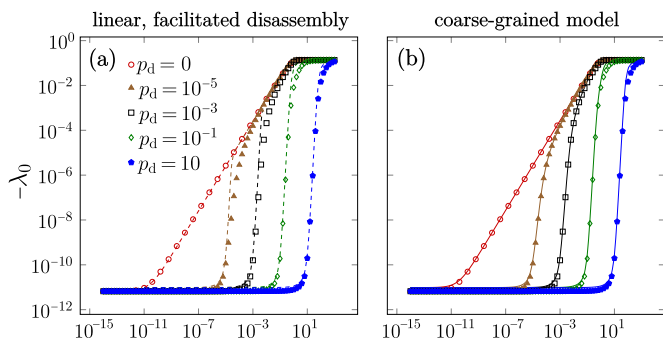 linear, facilitated disassembly
coarse-grained model
(a)
(b)
p_d = 0
p_d = 10^{-5}
p_d = 10^{-3}
p_d = 10^{-1}
p_d = 10
−λ_0
10^0
10^{-2}
10^{-4}
10^{-6}
10^{-8}
10^{-10}
10^{-12}
10^{-15} 10^{-11} 10^{-7} 10^{-3} 10^1
10^{-15} 10^{-11} 10^{-7} 10^{-3} 10^1